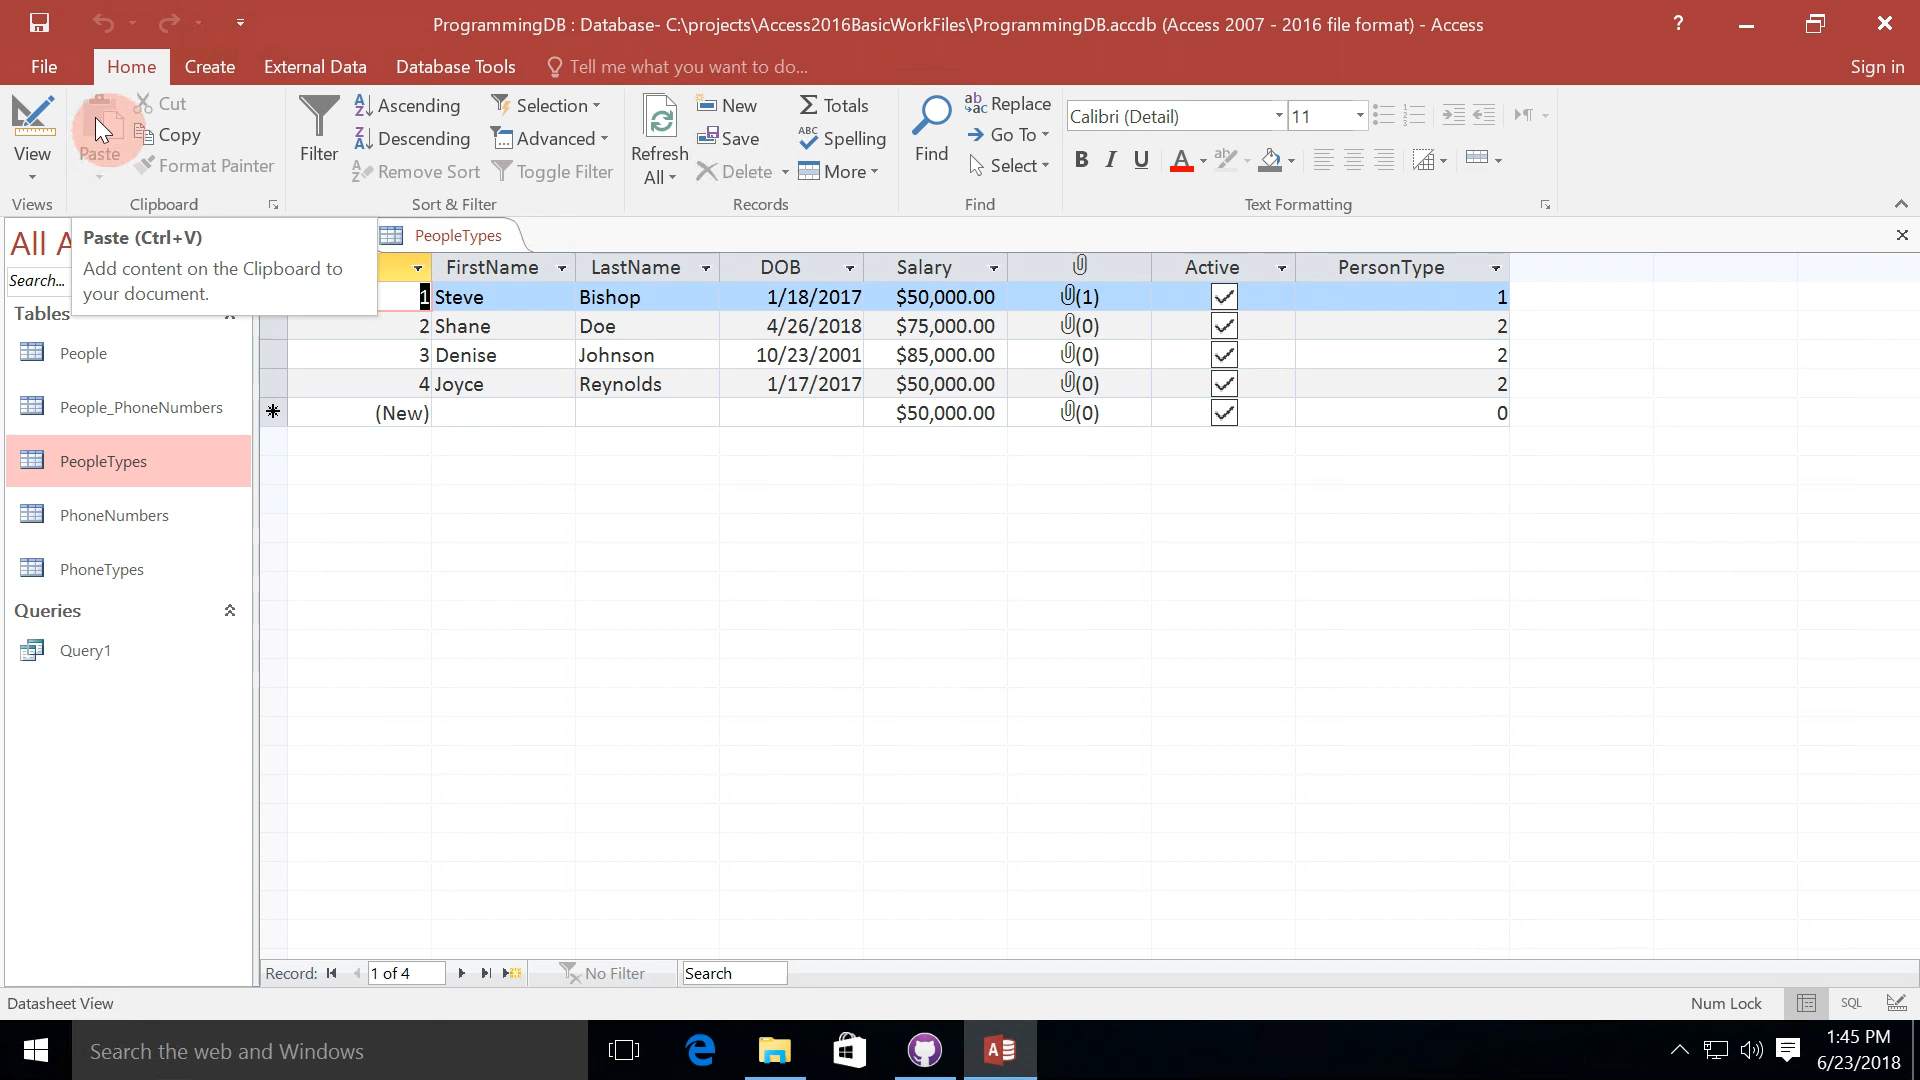 ProgrammingDB : Database- C:\projects\Access2016BasicWorkFiles\ProgrammingDB.accdb (Access 2007 - 2016 file format) - Access
?
File Home Create External Data Database Tools Tell me what you want to do... Sign in
View
Paste
Cut
Copy
Format Painter
Filter
Ascending
Descending
Remove Sort
Selection
Advanced
Toggle Filter
Refresh
All
New
Save
Delete
Totals
Spelling
More
Find
Replace
Go To
Select
Calibri (Detail) 11
B I U
Views Clipboard Sort & Filter Records Find Text Formatting
All A
Search...
Paste (Ctrl+V)
Add content on the Clipboard to
your document.
Tables
People
People_PhoneNumbers
PeopleTypes
PhoneNumbers
PhoneTypes
Queries
Query1
PeopleTypes
FirstName LastName DOB Salary Active PersonType
1 Steve Bishop 1/18/2017 $50,000.00 (1) 1
2 Shane Doe 4/26/2018 $75,000.00 (0) 2
3 Denise Johnson 10/23/2001 $85,000.00 (0) 2
4 Joyce Reynolds 1/17/2017 $50,000.00 (0) 2
(New) $50,000.00 (0) 0
Record: 1 of 4 No Filter Search
Datasheet View Num Lock SQL
Search the web and Windows
1:45 PM
6/23/2018